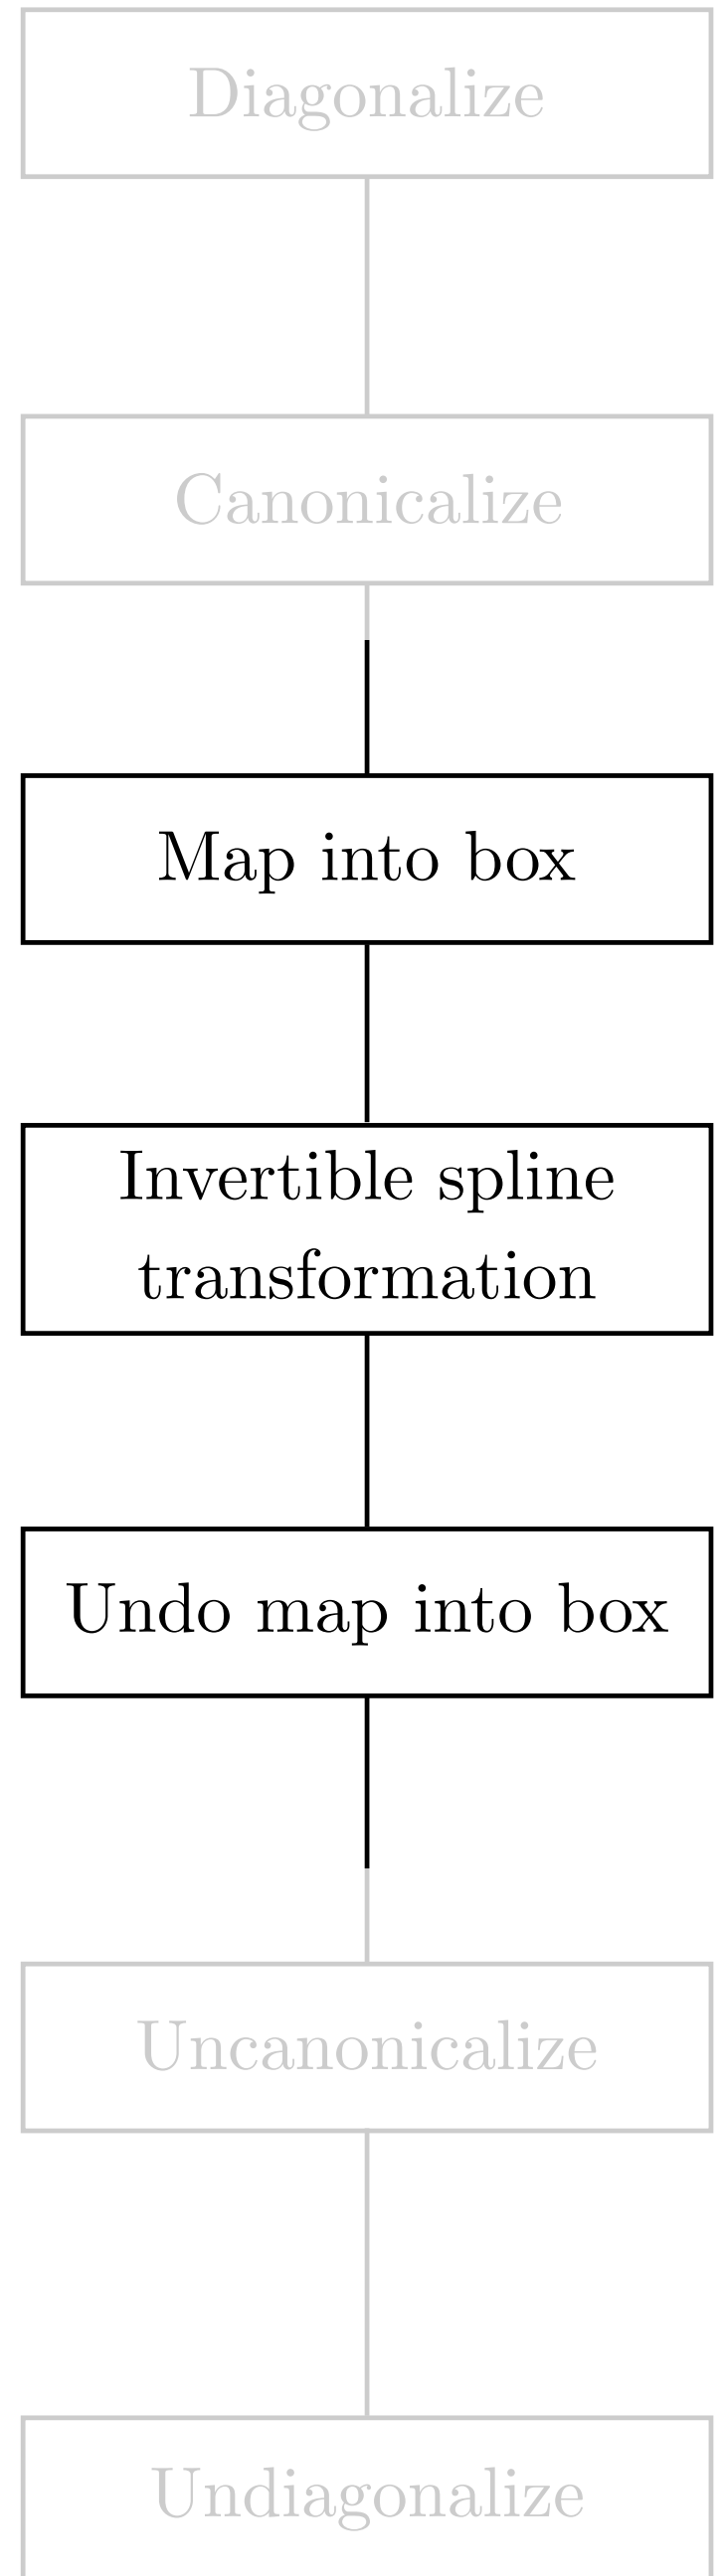 Diagonalize
Canonicalize
Map into box
Invertible spline
transformation
Undo map into box
Uncanonicalize
Undiagonalize